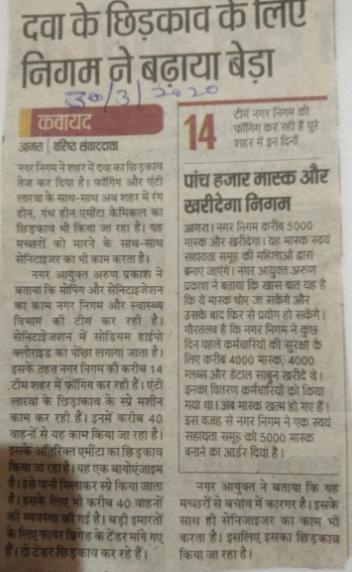 दवा के छिड़काव के लिए
निगम ने बढ़ाया बेड़ा
30/3/2020
कवायद
आगरा | वरिष्ठ संवाददाता
नगर निगम ने शहर में दवा का छिड़काव
तेज कर दिया है। फॉगिंग और एंटी
लारवा के साथ-साथ अब शहर में रंग
हीन, गंध हीन एमीटा केमिकल का
छिड़काव भी किया जा रहा है। यह
मच्छरों को मारने के साथ-साथ
सेनिटाइजर का भी काम करता है।
नगर आयुक्त अरुण प्रकाश ने
बताया कि मोपिंग और सेनिटाइजेशन
का काम नगर निगम और स्वास्थ्य
विभाग की टीम कर रही है।
सेनिटाइजेशन में सोडियम हाईपो
क्लोराइड का पोंछा लगाया जाता है।
इसके तहत नगर निगम की करीब 14
टीम शहर में फॉगिंग कर रही हैं। एंटी
लारवा के छिड़ाकाव के स्प्रे मशीन
काम कर रही हैं। इनमें करीब 40
वाहनों से यह काम किया जा रहा है।
इसके अतिरिक्त एमीटा का छिड़काव
किया जा रहा है। यह एक बायोएंजाइम
है। इसे पानी मिलाकर स्प्रे किया जाता
है। इसके लिए भी करीब 40 वाहनों
की व्यवस्था की गई है। बड़ी इमारतों
के लिए फायर ब्रिगेड के टेंडर मांगे गए
हैं। दो टेंडर छिड़काव कर रहे हैं।
14
टीमें नगर निगम की
फॉगिंग कर रही हैं पूरे
शहर में इन दिनों
पांच हजार मास्क और
खरीदेगा निगम
आगरा। नगर निगम करीब 5000
मास्क और खरीदेगा। यह मास्क स्वयं
सहायता समूह की महिलाओं द्वारा
बनाए जाएंगे। नगर आयुक्त अरुण
प्रकाश ने बताया कि खास बात यह है
कि ये मास्क धोए जा सकेंगे और
उसके बाद फिर से प्रयोग हो सकेंगे।
गौरतलब है कि नगर निगम ने कुछ
दिन पहले कर्मचारियों की सुरक्षा के
लिए करीब 4000 मास्क, 4000
ग्लब्स और डेटाल साबुन खरीदे थे।
इनका वितरण कर्मचारियों को किया
गया था। अब मास्क खत्म हो गए हैं।
इस वजह से नगर निगम ने एक स्वयं
सहायता समूह को 5000 मास्क
बनाने का आर्डर दिया है।
नगर आयुक्त ने बताया कि यह
मच्छरों से बचाव में कारगर है। इसके
साथ ही सेनिजाइजर का काम भी
करता है। इसलिए इसका छिड़काव
किया जा रहा है।